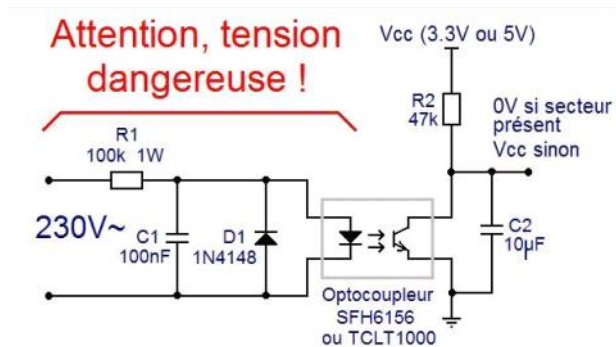 Attention, tension
dangereuse !
Vcc (3.3V ou 5V)
R2
47k
0V si secteur
présent
Vcc sinon
R1
100k 1W
230V~
C1
100nF
D1
1N4148
C2
10µF
Optocoupleur
SFH6156
ou TCLT1000